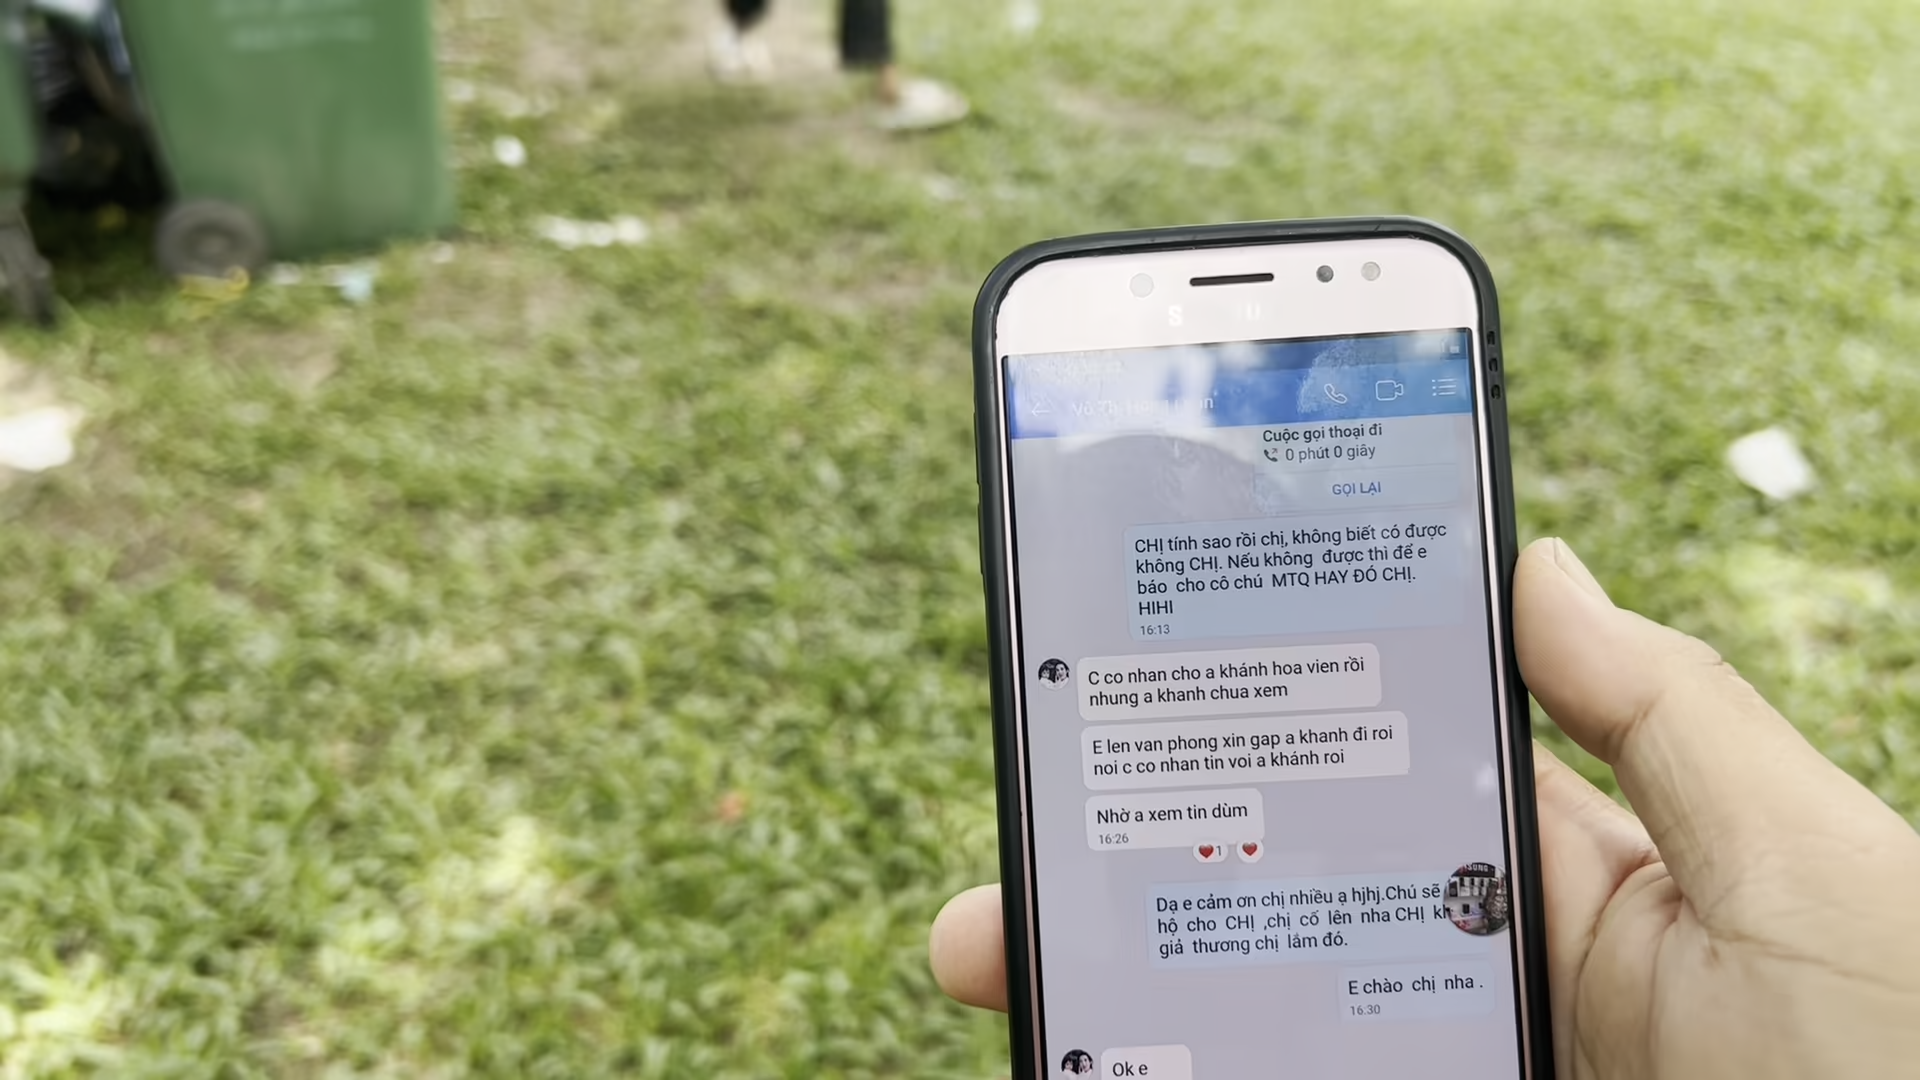 S U
Cuộc gọi thoại đi
0 phút 0 giây
GỌI LẠI
CHỊ tính sao rồi chị, không biết có được
không CHỊ. Nếu không được thì để e
báo cho cô chú MTQ HAY ĐÓ CHỊ.
HIHI
16:13
C co nhan cho a khánh hoa vien rồi
nhung a khanh chua xem
E len van phong xin gap a khanh đi roi
noi c co nhan tin voi a khánh roi
Nhờ a xem tin dùm
16:26
1
Dạ e cảm ơn chị nhiều ạ hjhj.Chú sẽ
hộ cho CHỊ ,chị cố lên nha CHỊ
giả thương chị lắm đó.
E chào chị nha .
16:30
Ok e